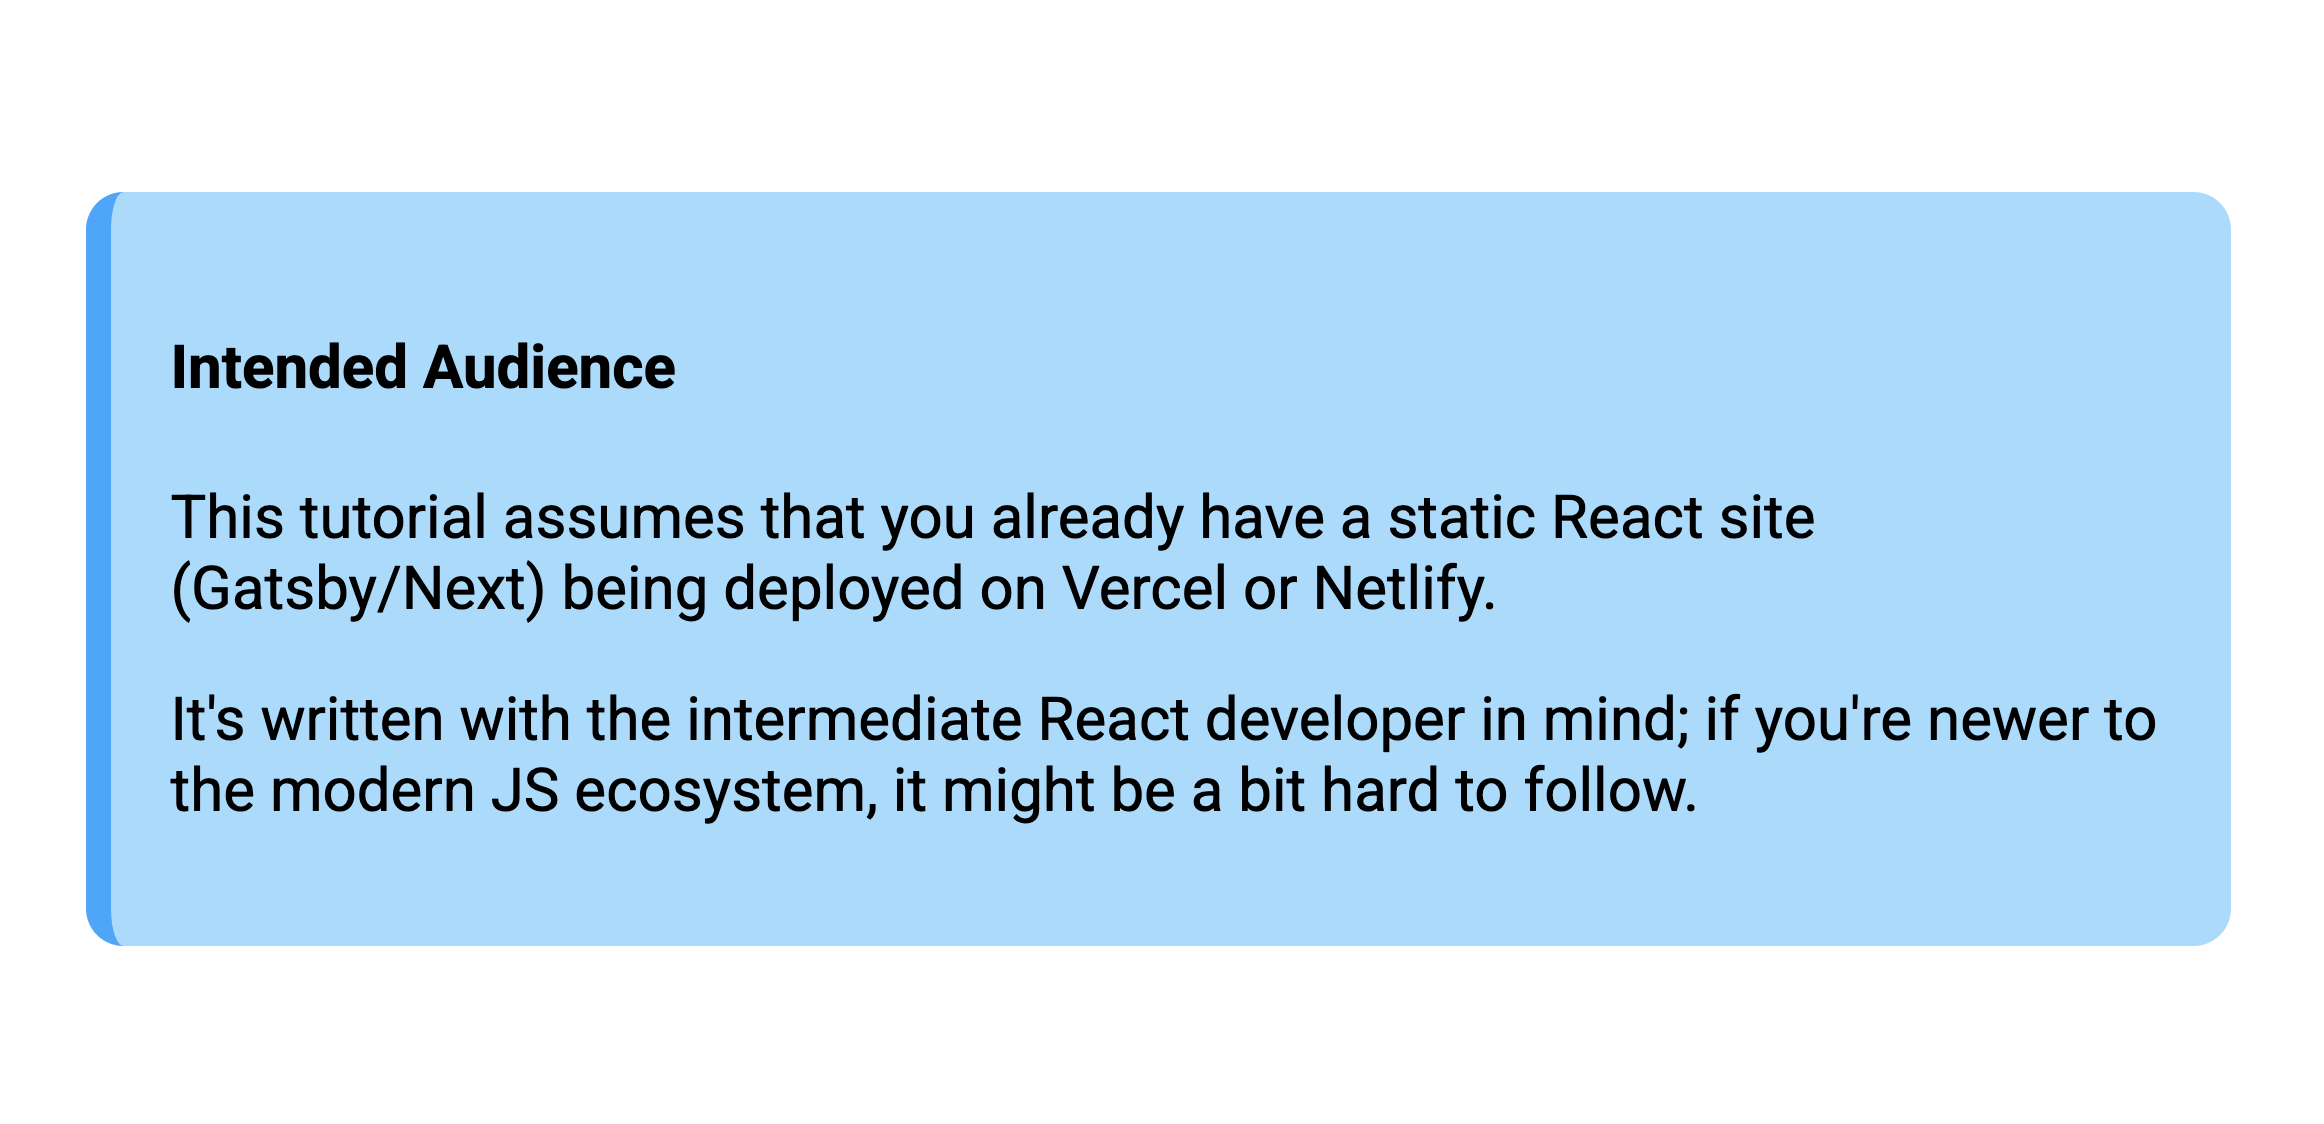 Intended Audience
This tutorial assumes that you already have a static React site
(Gatsby/Next) being deployed on Vercel or Netlify.
It's written with the intermediate React developer in mind; if you're newer to
the modern JS ecosystem, it might be a bit hard to follow.